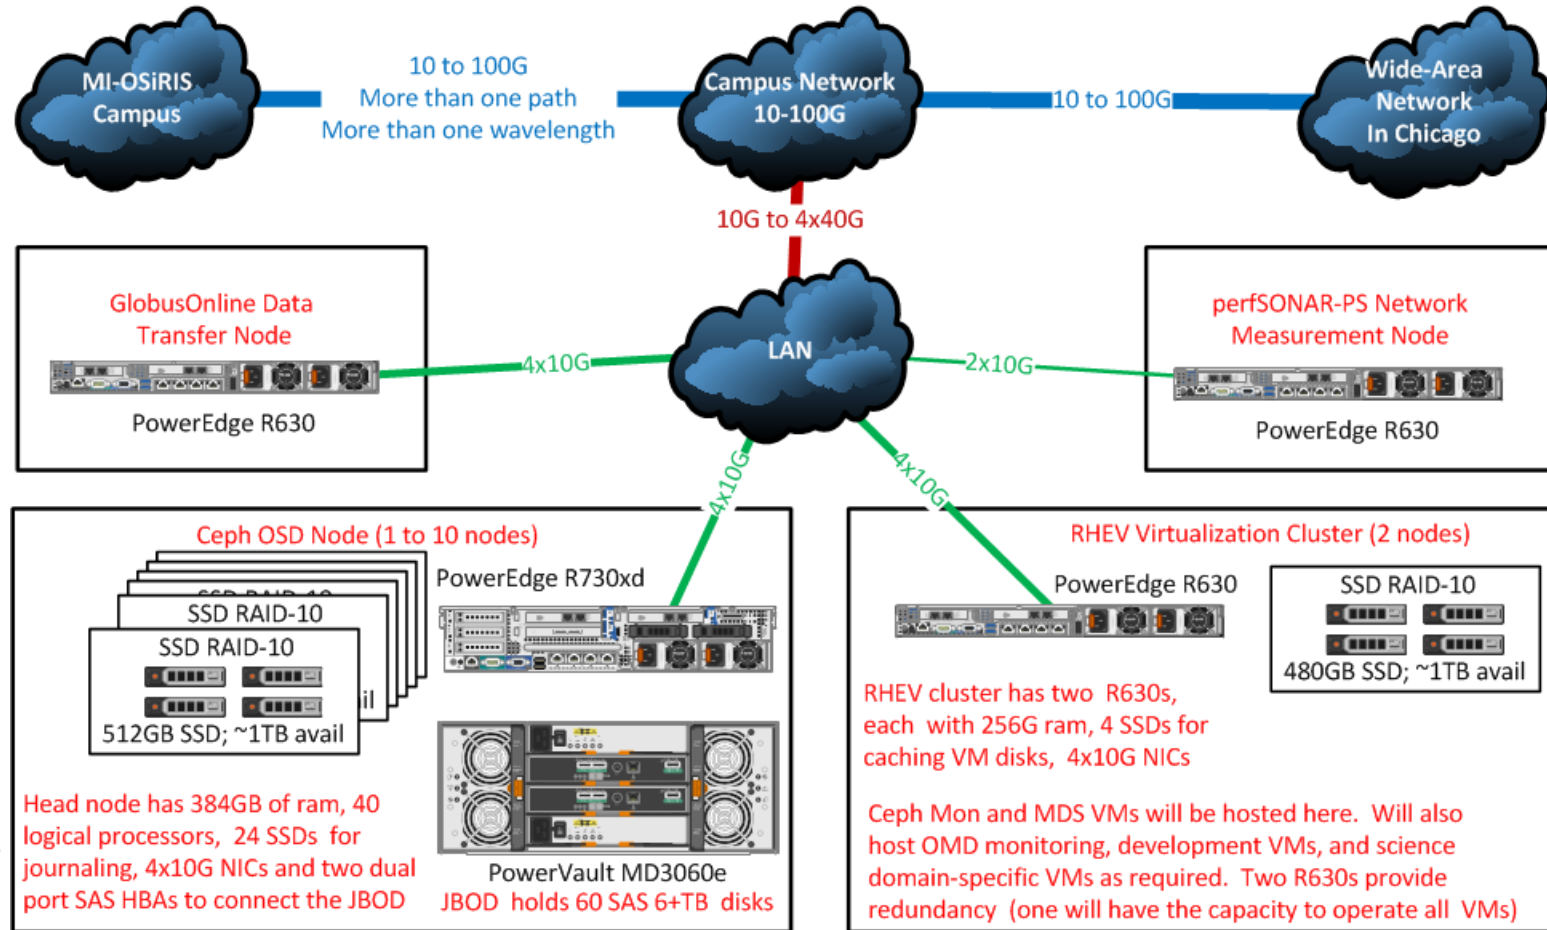 MI-OSiRIS
Campus
10 to 100G
More than one path
More than one wavelength
Campus Network
10-100G
10 to 100G
Wide-Area
Network
In Chicago
10G to 4x40G
GlobusOnline Data
Transfer Node
PowerEdge R630
4x10G
LAN
2x10G
perfSONAR-PS Network
Measurement Node
PowerEdge R630
4x10G
4x10G
Ceph OSD Node (1 to 10 nodes)
PowerEdge R730xd
SSD RAID-10
SSD RAID-10
SSD RAID-10
ail
512GB SSD; ~1TB avail
Head node has 384GB of ram, 40
logical processors, 24 SSDs for
journaling, 4x10G NICs and two dual
port SAS HBAs to connect the JBOD
PowerVault MD3060e
JBOD holds 60 SAS 6+TB disks
RHEV Virtualization Cluster (2 nodes)
PowerEdge R630
SSD RAID-10
480GB SSD; ~1TB avail
RHEV cluster has two R630s,
each with 256G ram, 4 SSDs for
caching VM disks, 4x10G NICs
Ceph Mon and MDS VMs will be hosted here. Will also
host OMD monitoring, development VMs, and science
domain-specific VMs as required. Two R630s provide
redundancy (one will have the capacity to operate all VMs)